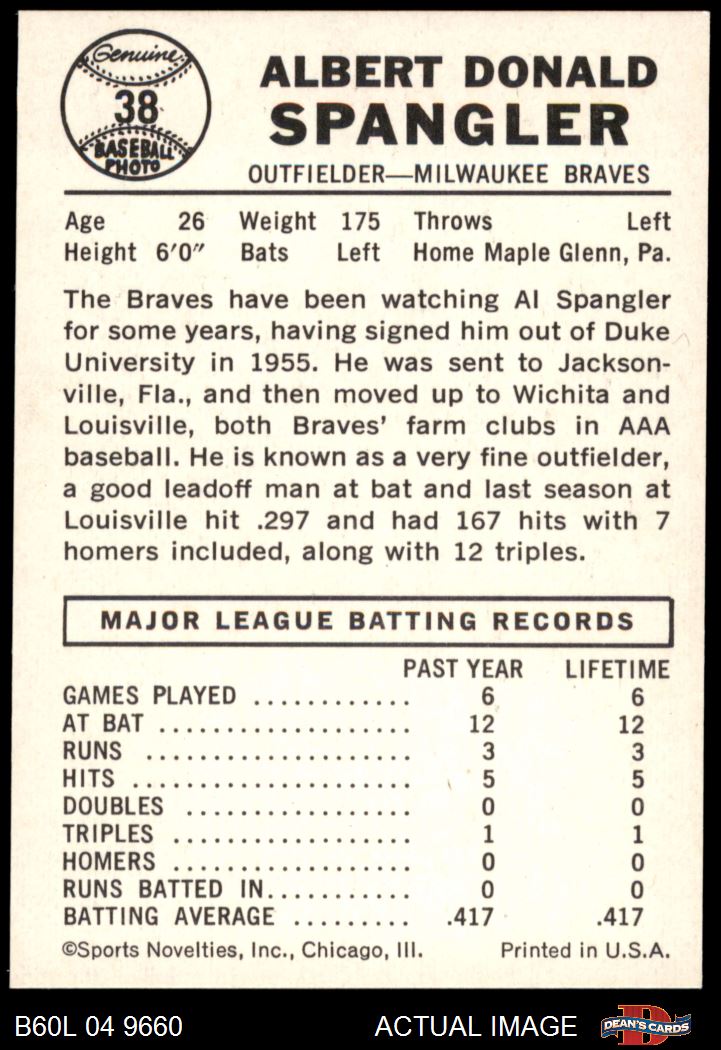 Genuine
38
BASEBALL
PHOTO
ALBERT DONALD
SPANGLER
OUTFIELDER—MILWAUKEE BRAVES
Age 26 Weight 175 Throws Left
Height 6'0" Bats Left Home Maple Glenn, Pa.
The Braves have been watching Al Spangler
for some years, having signed him out of Duke
University in 1955. He was sent to Jackson-
ville, Fla., and then moved up to Wichita and
Louisville, both Braves' farm clubs in AAA
baseball. He is known as a very fine outfielder,
a good leadoff man at bat and last season at
Louisville hit .297 and had 167 hits with 7
homers included, along with 12 triples.
MAJOR LEAGUE BATTING RECORDS
PAST YEAR LIFETIME
GAMES PLAYED ............ 6 6
AT BAT .................... 12 12
RUNS ..................... 3 3
HITS ...................... 5 5
DOUBLES .................. 0 0
TRIPLES ................... 1 1
HOMERS ................... 0 0
RUNS BATTED IN........... 0 0
BATTING AVERAGE ......... .417 .417
©Sports Novelties, Inc., Chicago, Ill. Printed in U.S.A.
B60L 04 9660 ACTUAL IMAGE D DEAN'S CARDS